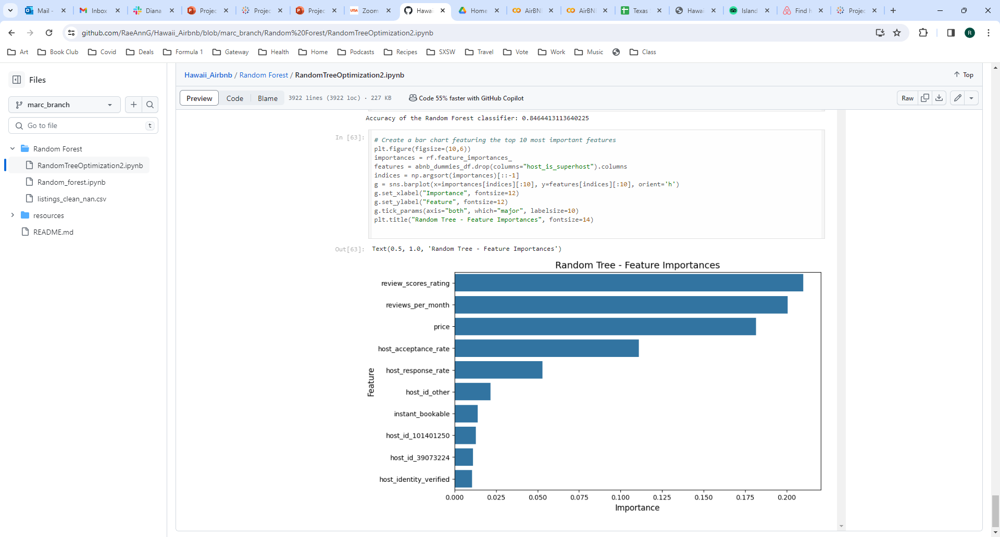 Mail -
Inbox
Diana
Projec
Projec
Projec
UTSA Zoom
Hawai
Home
AirBN
AirBN
Texas
Hawai
Island
Find h
Projec
github.com/RaeAnnG/Hawaii_Airbnb/blob/marc_branch/Random%20Forest/RandomTreeOptimization2.ipynb
R
Art
Book Club
Covid
Deals
Formula 1
Gateway
Health
Home
Podcasts
Recipes
SXSW
Travel
Vote
Work
Music
Class
Files
marc_branch
Go to file
t
Random Forest
RandomTreeOptimization2.ipynb
Random_forest.ipynb
listings_clean_nan.csv
resources
README.md
Hawaii_Airbnb / Random Forest / RandomTreeOptimization2.ipynb
Top
Preview
Code
Blame
3922 lines (3922 loc) · 227 KB
Code 55% faster with GitHub Copilot
Raw
Accuracy of the Random Forest classifier: 0.8464413113640225
In [63]:
# Create a bar chart featuring the top 10 most important features
plt.figure(figsize=(10,6))
importances = rf.feature_importances_
features = abnb_dummies_df.drop(columns="host_is_superhost").columns
indices = np.argsort(importances)[::-1]
g = sns.barplot(x=importances[indices][:10], y=features[indices][:10], orient='h')
g.set_xlabel("Importance", fontsize=12)
g.set_ylabel("Feature", fontsize=12)
g.tick_params(axis="both", which="major", labelsize=10)
plt.title("Random Tree - Feature Importances", fontsize=14)
Out[63]:
Text(0.5, 1.0, 'Random Tree - Feature Importances')
Random Tree - Feature Importances
Feature
review_scores_rating
reviews_per_month
price
host_acceptance_rate
host_response_rate
host_id_other
instant_bookable
host_id_101401250
host_id_39073224
host_identity_verified
0.000 0.025 0.050 0.075 0.100 0.125 0.150 0.175 0.200
Importance